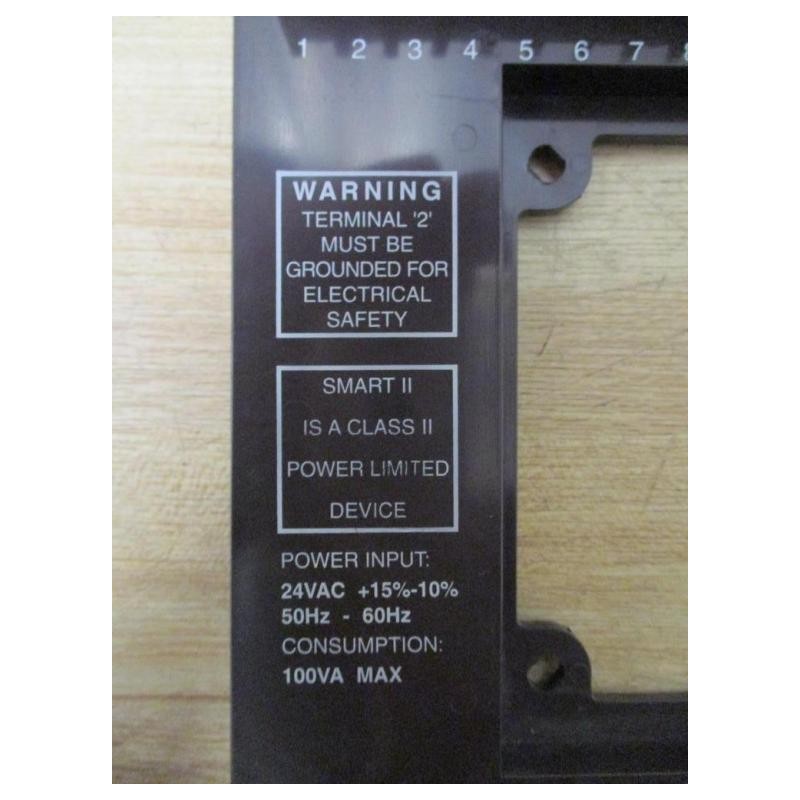 1 2 3 4 5 6 7
WARNING
TERMINAL '2'
MUST BE
GROUNDED FOR
ELECTRICAL
SAFETY
SMART II
IS A CLASS II
POWER LIMITED
DEVICE
POWER INPUT:
24VAC +15%-10%
50Hz - 60Hz
CONSUMPTION:
100VA MAX